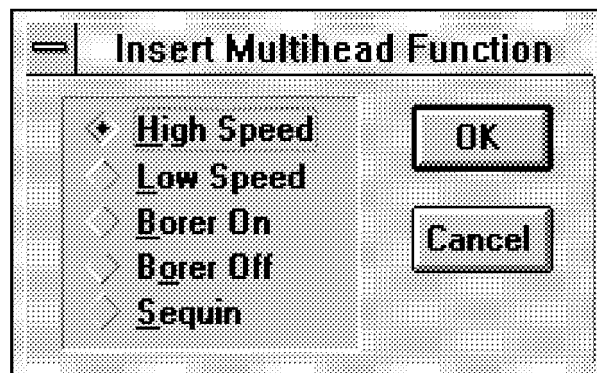 Insert Multihead Function
High Speed
Low Speed
Borer On
Borer Off
Sequin
OK
Cancel